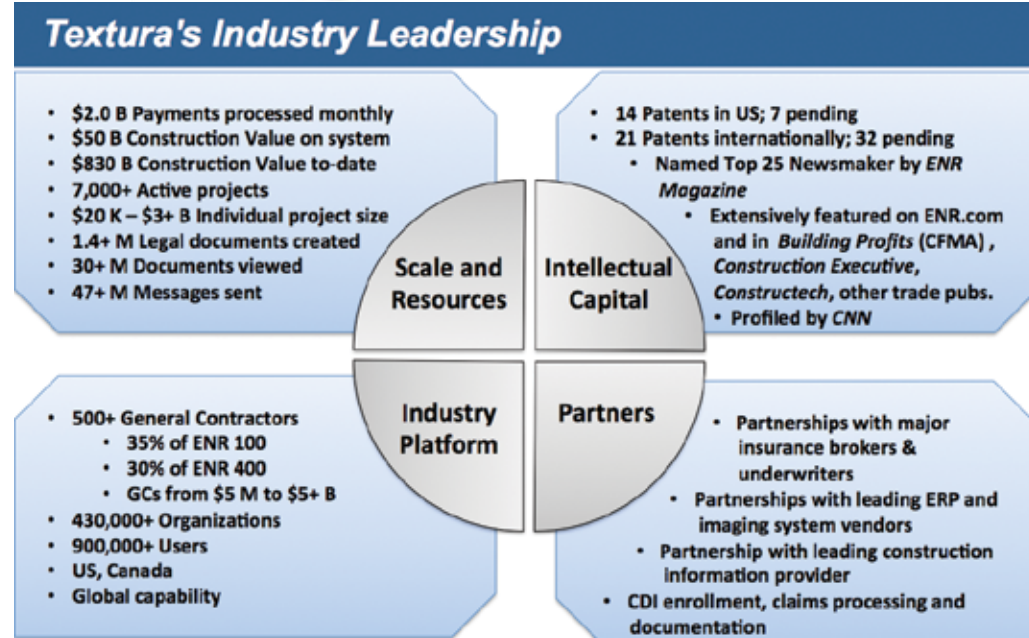 Textura's Industry Leadership
• $2.0 B Payments processed monthly
• $50 B Construction Value on system
• $830 B Construction Value to-date
• 7,000+ Active projects
• $20 K – $3+ B Individual project size
• 1.4+ M Legal documents created
• 30+ M Documents viewed
• 47+ M Messages sent
• 14 Patents in US; 7 pending
• 21 Patents internationally; 32 pending
• Named Top 25 Newsmaker by ENR
Magazine
• Extensively featured on ENR.com
and in Building Profits (CFMA) ,
Construction Executive,
Constructech, other trade pubs.
• Profiled by CNN
Scale and
Resources
Intellectual
Capital
Industry
Platform
Partners
• 500+ General Contractors
• 35% of ENR 100
• 30% of ENR 400
• GCs from $5 M to $5+ B
• 430,000+ Organizations
• 900,000+ Users
• US, Canada
• Global capability
• Partnerships with major
insurance brokers &
underwriters
• Partnerships with leading ERP and
imaging system vendors
• Partnership with leading construction
information provider
• CDI enrollment, claims processing and
documentation